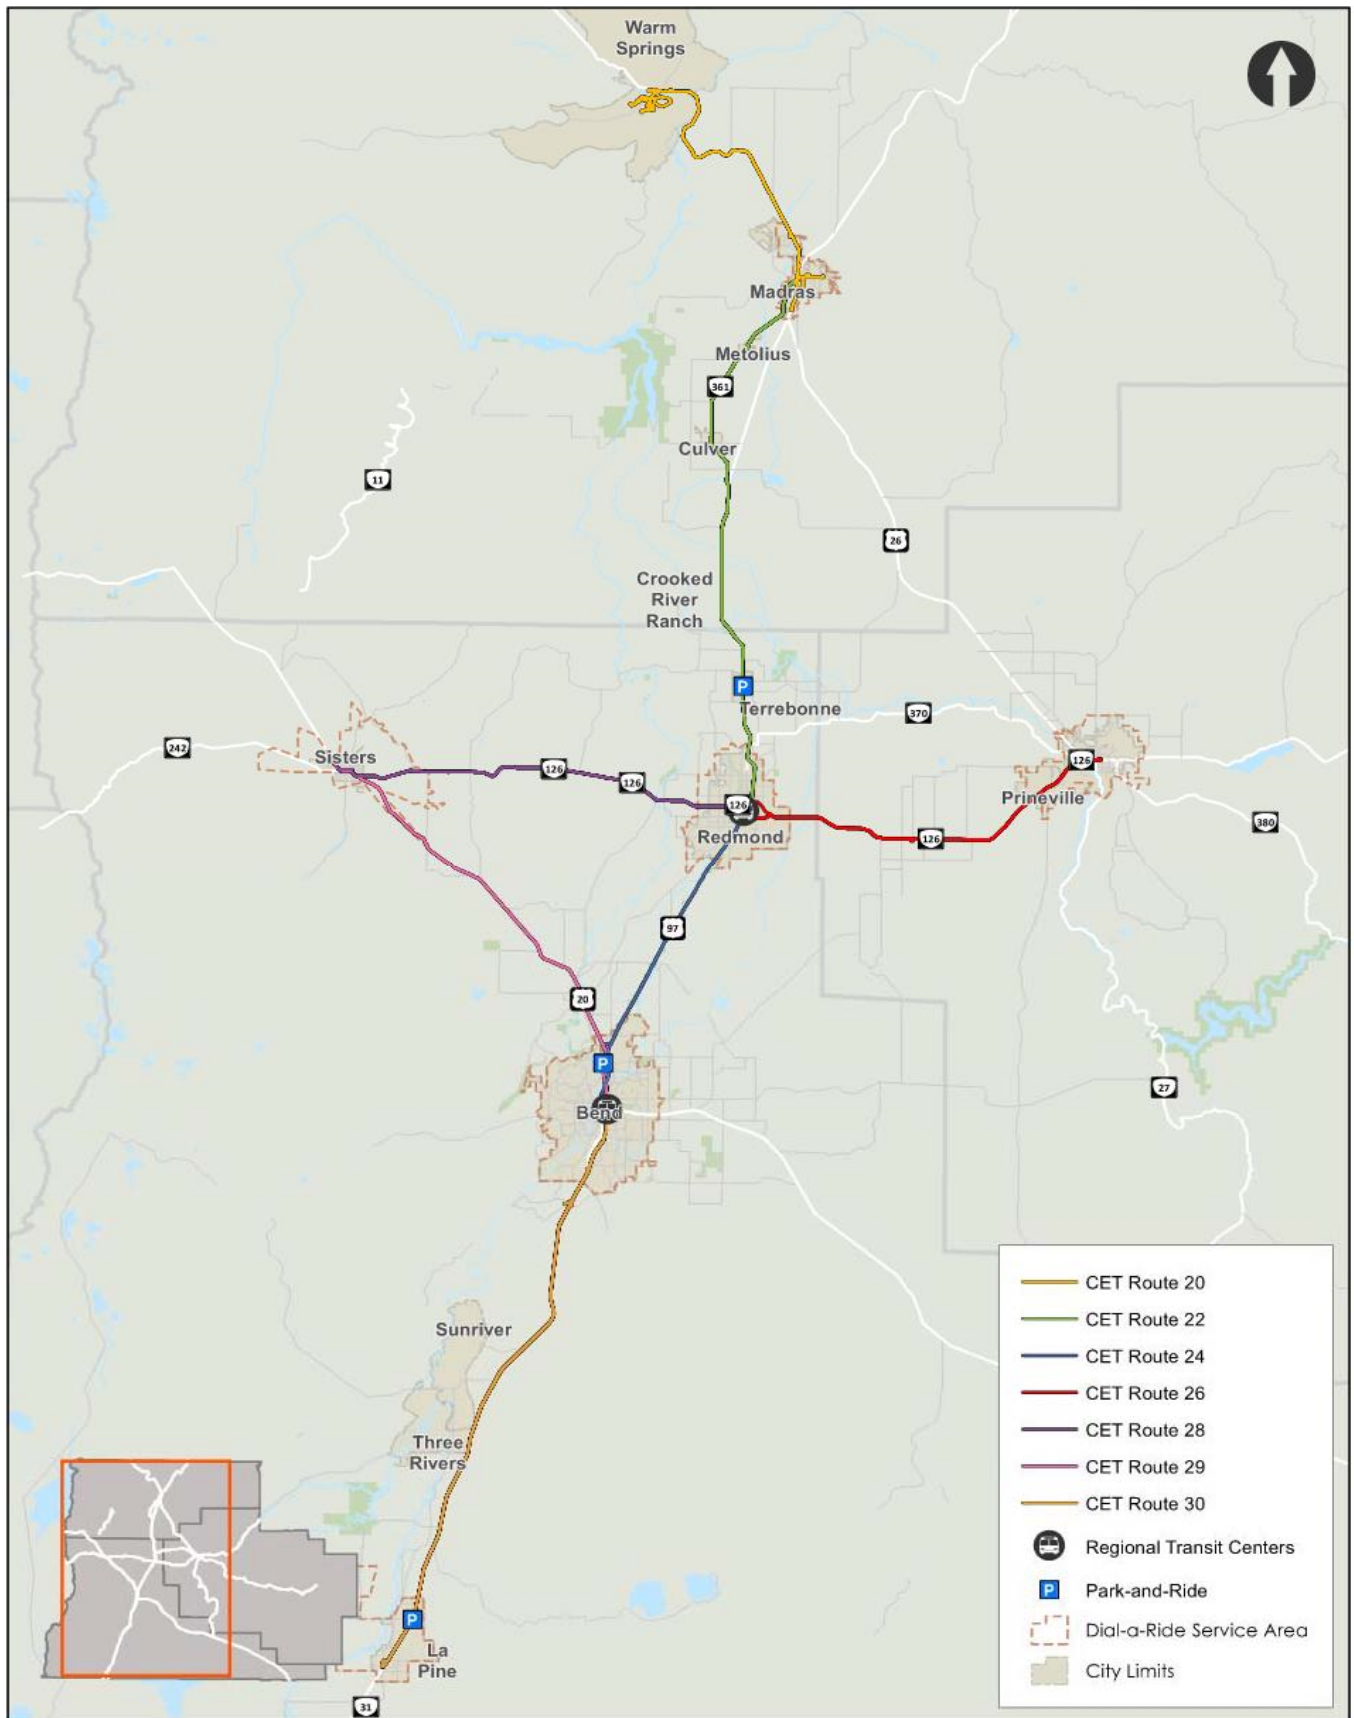 Warm
Springs
Madras
Metolius
361
Culver
11
26
Crooked
River
Ranch
P
Terrebonne
370
242
Sisters
126
126
126
126
Prineville
Redmond
126
380
97
20
P
Bend
27
Sunriver
Three
Rivers
P
La
Pine
31
CET Route 20
CET Route 22
CET Route 24
CET Route 26
CET Route 28
CET Route 29
CET Route 30
Regional Transit Centers
P Park-and-Ride
Dial-a-Ride Service Area
City Limits